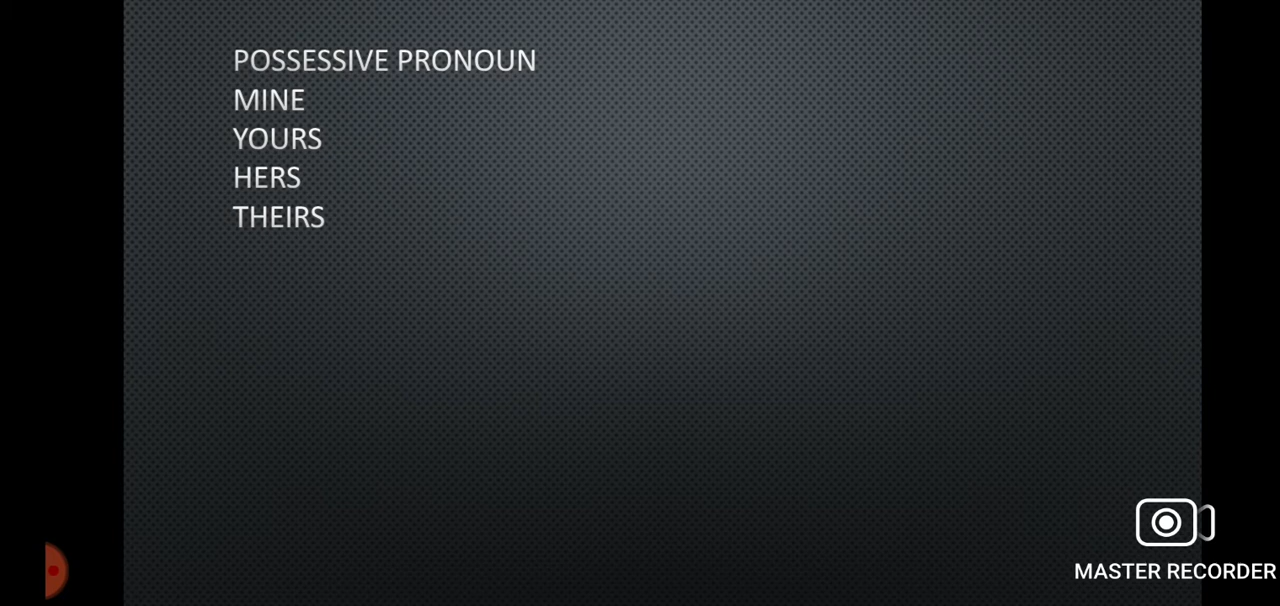 POSSESSIVE PRONOUN
MINE
YOURS
HERS
THEIRS
MASTER RECORDER